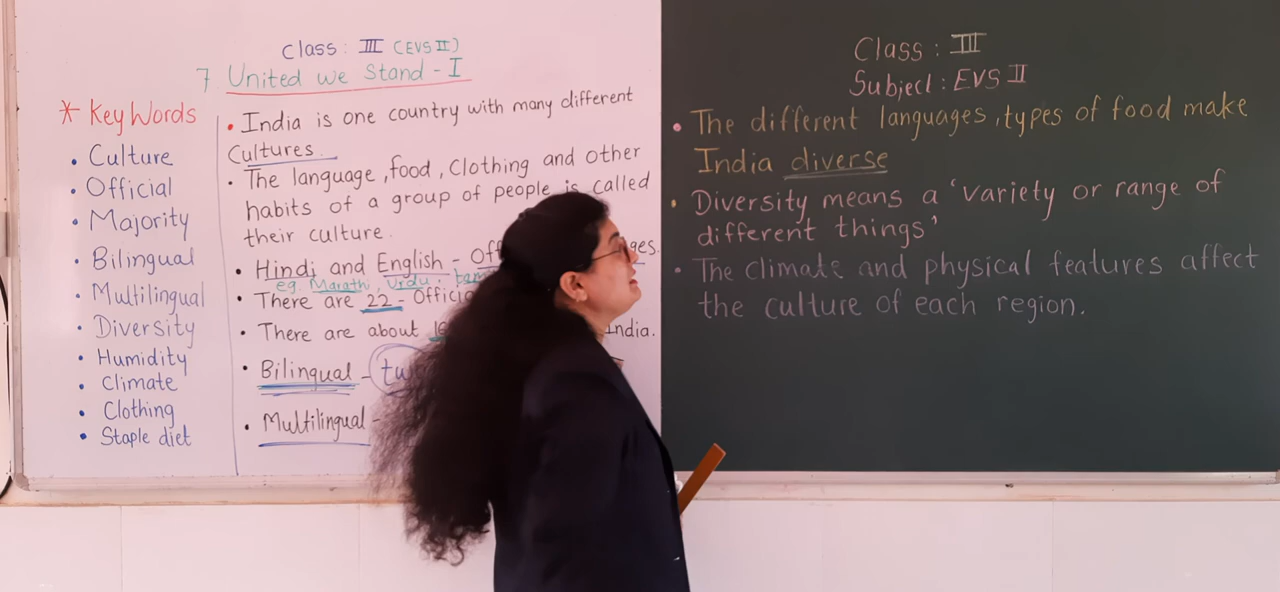 Class : III (EVS II)
7 United we Stand - I
* Key Words
• Culture
• Official
• Majority
• Bilingual
• Multilingual
• Diversity
• Humidity
• Climate
• Clothing
• Staple diet
• India is one country with many different
Cultures.
• The language, food, Clothing and other
habits of a group of people is called
their culture.
• Hindi and English -
eg. Marath, Urdu,
• There are 22 -
• There are about India.
• Bilingual -
• Multilingual -
Class : III
Subject : EVS II
• The different languages, types of food make
India diverse
• Diversity means a 'variety or range of
different things'
• The climate and physical features affect
the culture of each region.